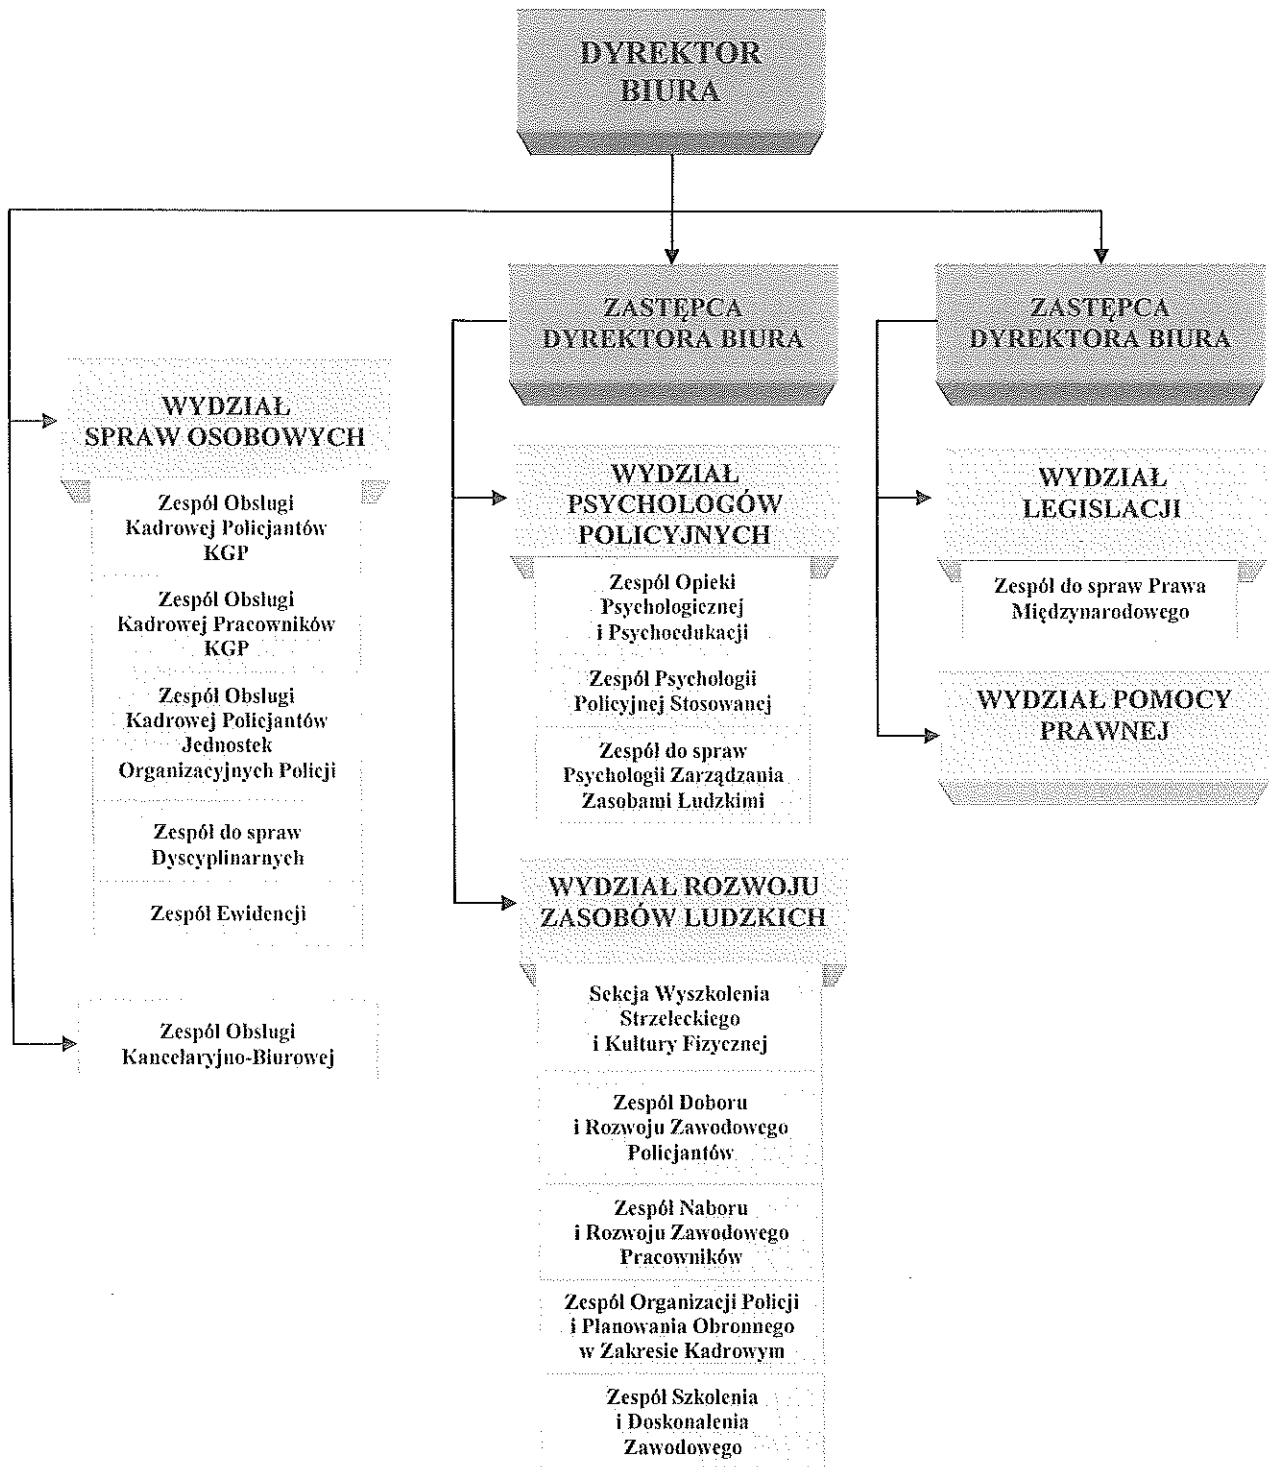 DYREKTOR
BIURA
ZASTĘPCA
DYREKTORA BIURA
ZASTĘPCA
DYREKTORA BIURA
WYDZIAŁ
SPRAW OSOBOWYCH
Zespół Obsługi
Kadrowej Policjantów
KGP
Zespół Obsługi
Kadrowej Pracowników
KGP
Zespół Obsługi
Kadrowej Policjantów
Jednostek
Organizacyjnych Policji
Zespół do spraw
Dyscyplinarnych
Zespół Ewidencji
Zespół Obsługi
Kancelaryjno-Biurowej
WYDZIAŁ
PSYCHOLOGÓW
POLICYJNYCH
Zespół Opieki
Psychologicznej
i Psychoedukacji
Zespół Psychologii
Policyjnej Stosowanej
Zespół do spraw
Psychologii Zarządzania
Zasobami Ludzkimi
WYDZIAŁ ROZWOJU
ZASOBÓW LUDZKICH
Sekcja Wyszkolenia
Strzeleckiego
i Kultury Fizycznej
Zespół Doboru
i Rozwoju Zawodowego
Policjantów
Zespół Naboru
i Rozwoju Zawodowego
Pracowników
Zespół Organizacji Policji
i Planowania Obronnego
w Zakresie Kadrowym
Zespół Szkolenia
i Doskonalenia
Zawodowego
WYDZIAŁ
LEGISLACJI
Zespół do spraw Prawa
Międzynarodowego
WYDZIAŁ POMOCY
PRAWNEJ